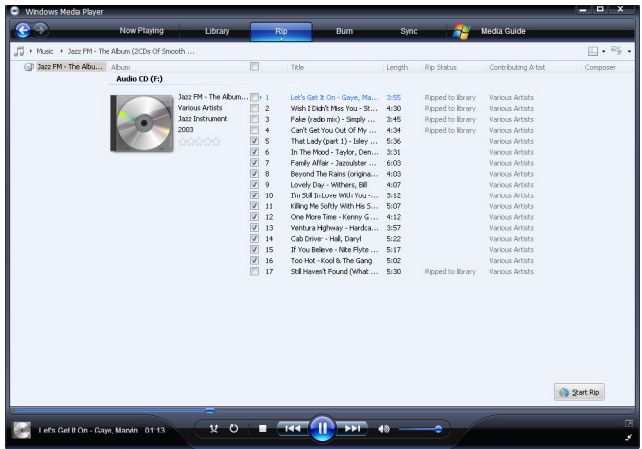 Windows Media Player
Now Playing Library Rip Burn Sync Media Guide
Music Jazz FM - The Album (2CDs Of Smooth ...
Jazz FM - The Albu... Album Title Length Rip Status Contributing Artist Composer
Audio CD (F:)
Jazz FM - The Album...
Various Artists
Jazz Instrument
2003
1 Let's Get It On - Gaye, Ma... 3:55 Ripped to library Various Artists
2 Wish I Didn't Miss You - St... 4:30 Ripped to library Various Artists
3 Fake (radio mix) - Simply ... 3:45 Ripped to library Various Artists
4 Can't Get You Out Of My ... 4:34 Ripped to library Various Artists
5 That Lady (part 1) - Isley ... 5:36 Various Artists
6 In The Mood - Taylor, Den... 3:31 Various Artists
7 Family Affair - Jazoulster ... 6:03 Various Artists
8 Beyond The Rains (origina... 4:03 Various Artists
9 Lovely Day - Withers, Bill 4:07 Various Artists
10 I'm Still In Love With You - ... 3:12 Various Artists
11 Killing Me Softly With His S... 5:07 Various Artists
12 One More Time - Kenny G ... 4:12 Various Artists
13 Ventura Highway - Hardca... 3:57 Various Artists
14 Cab Driver - Hall, Daryl 5:22 Various Artists
15 If You Believe - Nite Flyte ... 5:17 Various Artists
16 Too Hot - Kool & The Gang 5:02 Various Artists
17 Still Haven't Found (What ... 5:30 Ripped to library Various Artists
Start Rip
Let's Get It On - Gaye, Marvin 01:13